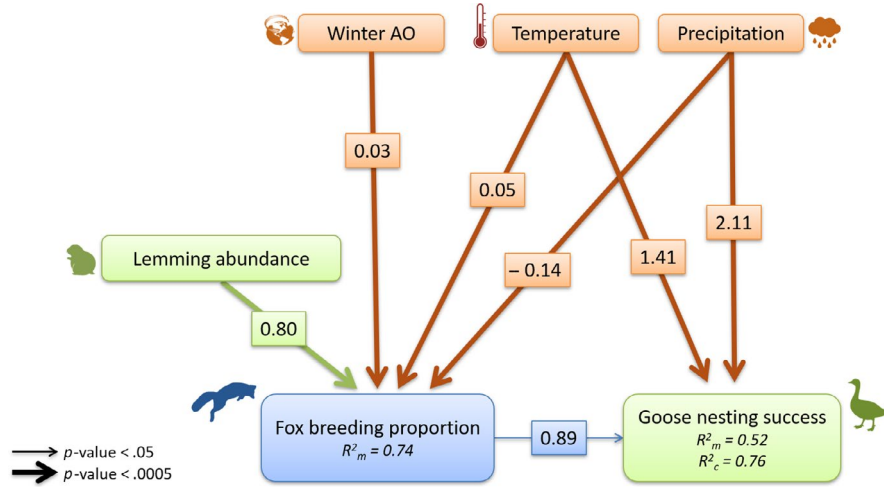 Winter AO
Temperature
Precipitation
0.03
0.05
2.11
Lemming abundance
– 0.14
1.41
0.80
Fox breeding proportion
R²m = 0.74
0.89
Goose nesting success
R²m = 0.52
R²c = 0.76
p-value < .05
p-value < .0005